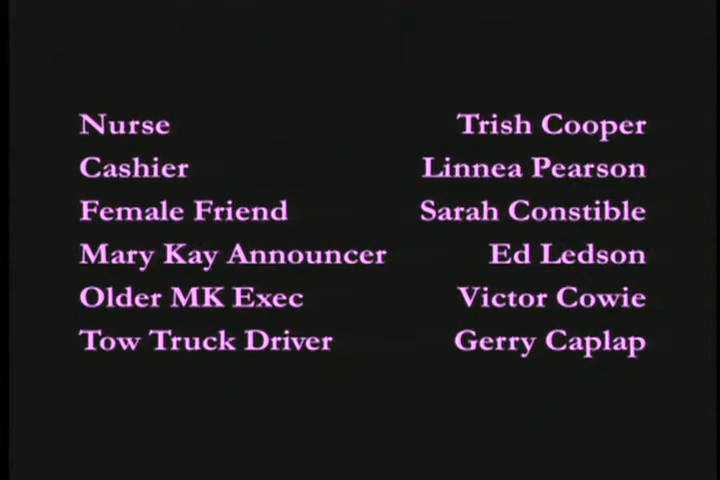 Nurse Trish Cooper
Cashier Linnea Pearson
Female Friend Sarah Constible
Mary Kay Announcer Ed Ledson
Older MK Exec Victor Cowie
Tow Truck Driver Gerry Caplap